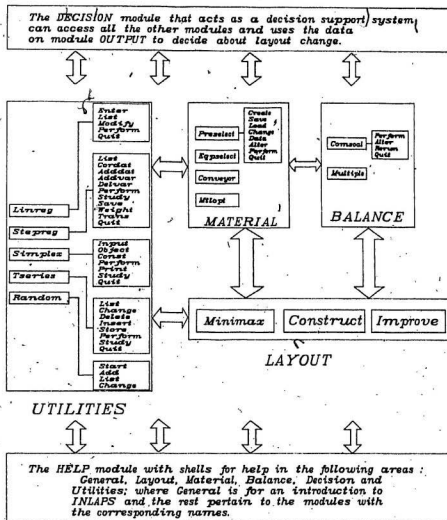 The DECISION module that acts as a decision support system
can access all the other modules and uses the data
on module OUTPUT to decide about layout change.
Linreg
Stepreg
Simplex
Tseries
Random
Enter
List
Modify
Perform
Quit
List
Cordat
Adddat
Addvar
Delvar
Perform
Study
Save
Weight
Trans
Quit
Input
Object
Const
Perform
Print
Study
Quit
List
Change
Delete
Insert
Store
Perform
Study
Quit
Start
Add
List
Change
UTILITIES
Preselect
Eqpselect
Conveyor
Mtlopt
Create
Save
Load
Change
Data
Alter
Perform
Quit
MATERIAL
Comsoal
Multiple
Perform
Alter
Rerun
Quit
BALANCE
Minimax
Construct
Improve
LAYOUT
The HELP module with shells for help in the following areas :
General, Layout, Material, Balance, Decision and
Utilities; where General is for an introduction to
INLAPS and the rest pertain to the modules with
the corresponding names.